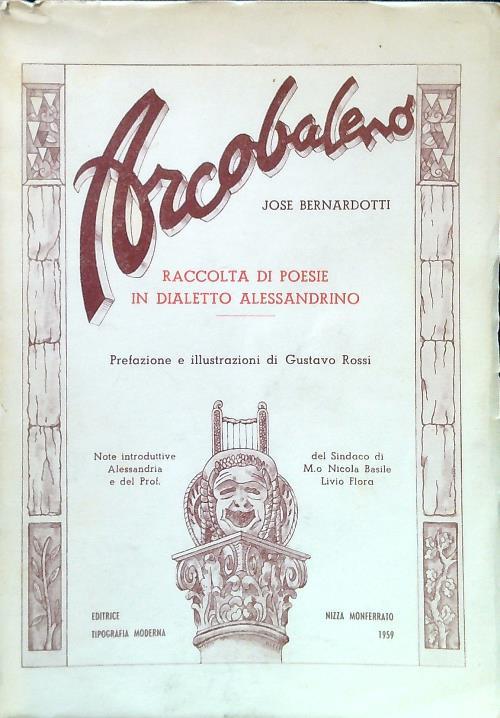 Arcobaleno
JOSE BERNARDOTTI
RACCOLTA DI POESIE
IN DIALETTO ALESSANDRINO
Prefazione e illustrazioni di Gustavo Rossi
Note introduttive del Sindaco di
Alessandria M.o Nicola Basile
e del Prof. Livio Flora
EDITRICE NIZZA MONFERRATO
TIPOGRAFIA MODERNA 1959